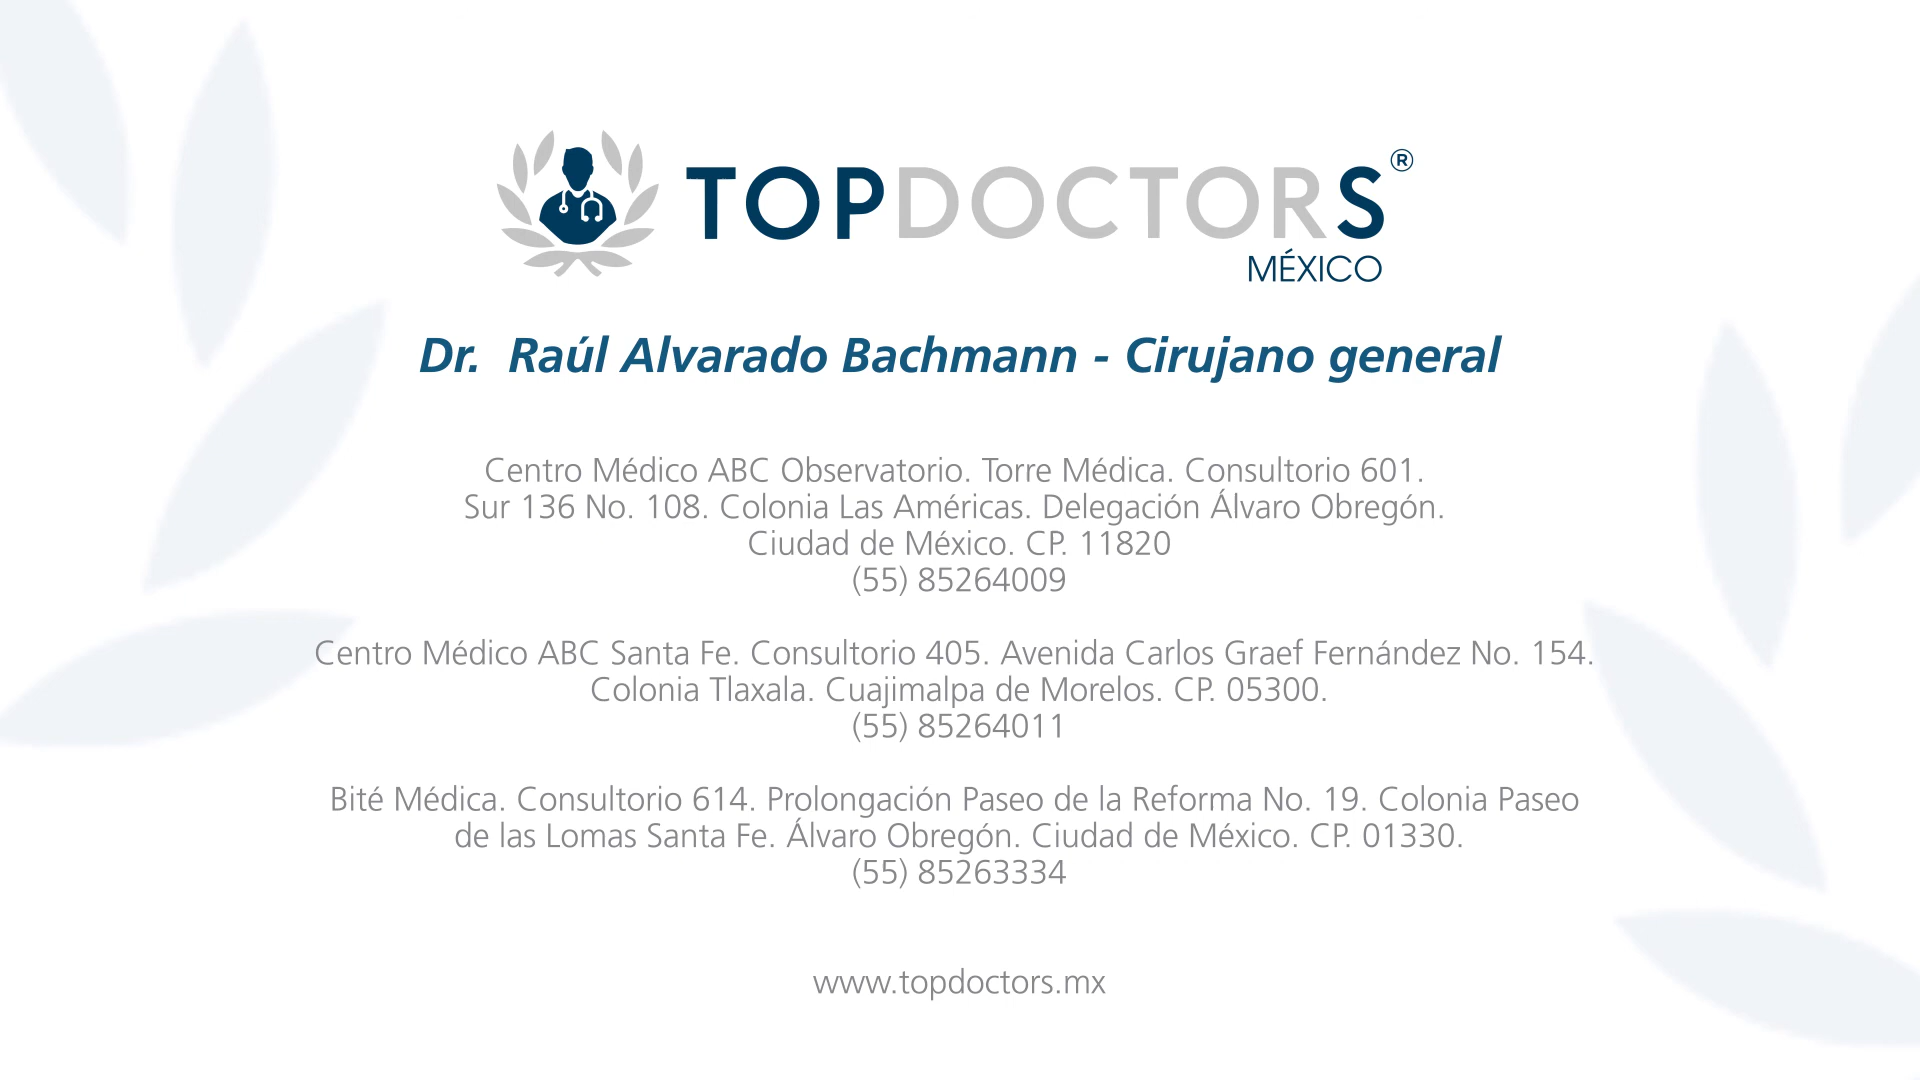 TOPDOCTORS®
MÉXICO
Dr. Raúl Alvarado Bachmann - Cirujano general
Centro Médico ABC Observatorio. Torre Médica. Consultorio 601.
Sur 136 No. 108. Colonia Las Américas. Delegación Álvaro Obregón.
Ciudad de México. CP. 11820
(55) 85264009
Centro Médico ABC Santa Fe. Consultorio 405. Avenida Carlos Graef Fernández No. 154.
Colonia Tlaxala. Cuajimalpa de Morelos. CP. 05300.
(55) 85264011
Bité Médica. Consultorio 614. Prolongación Paseo de la Reforma No. 19. Colonia Paseo
de las Lomas Santa Fe. Álvaro Obregón. Ciudad de México. CP. 01330.
(55) 85263334
www.topdoctors.mx